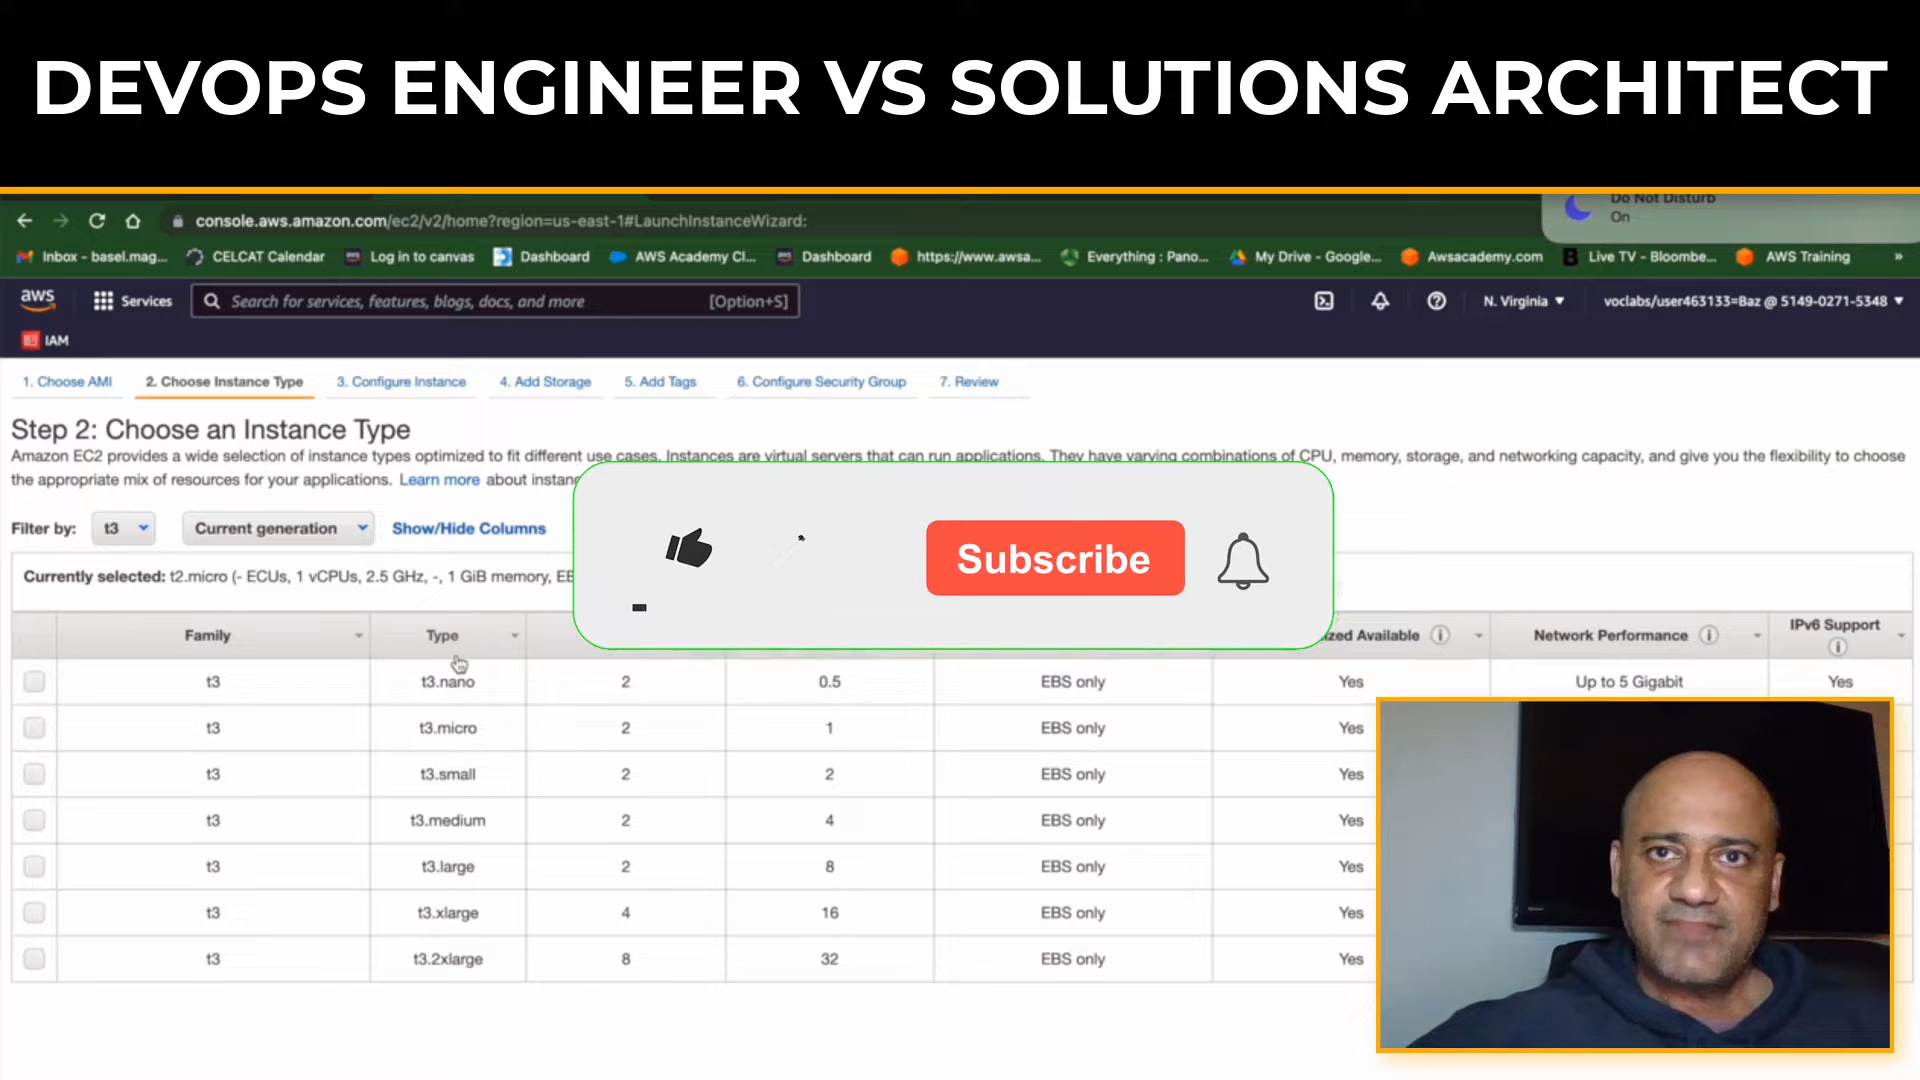 DEVOPS ENGINEER VS SOLUTIONS ARCHITECT
Do Not Disturb
On
console.aws.amazon.com/ec2/v2/home?region=us-east-1#LaunchInstanceWizard:
Inbox - basel.mag... CELCAT Calendar Log in to canvas Dashboard AWS Academy Cl... Dashboard https://www.awsa... Everything : Pano... My Drive - Google... Awsacademy.com Live TV - Bloombe... AWS Training »
aws Services Search for services, features, blogs, docs, and more [Option+S] N. Virginia voclabs/user463133=Baz @ 5149-0271-5348
IAM
1. Choose AMI 2. Choose Instance Type 3. Configure Instance 4. Add Storage 5. Add Tags 6. Configure Security Group 7. Review
Step 2: Choose an Instance Type
Amazon EC2 provides a wide selection of instance types optimized to fit different use cases. Instances are virtual servers that can run applications. They have varying combinations of CPU, memory, storage, and networking capacity, and give you the flexibility to choose
the appropriate mix of resources for your applications. Learn more about
Filter by: t3 Current generation Show/Hide Columns
Subscribe
Currently selected: t2.micro (- ECUs, 1 vCPUs, 2.5 GHz, -, 1 GiB memory,
Family Type Available Network Performance IPv6 Support
t3 t3.nano 2 0.5 EBS only Yes Up to 5 Gigabit Yes
t3 t3.micro 2 1 EBS only Yes
t3 t3.small 2 2 EBS only Yes
t3 t3.medium 2 4 EBS only Yes
t3 t3.large 2 8 EBS only Yes
t3 t3.xlarge 4 16 EBS only Yes
t3 t3.2xlarge 8 32 EBS only Yes